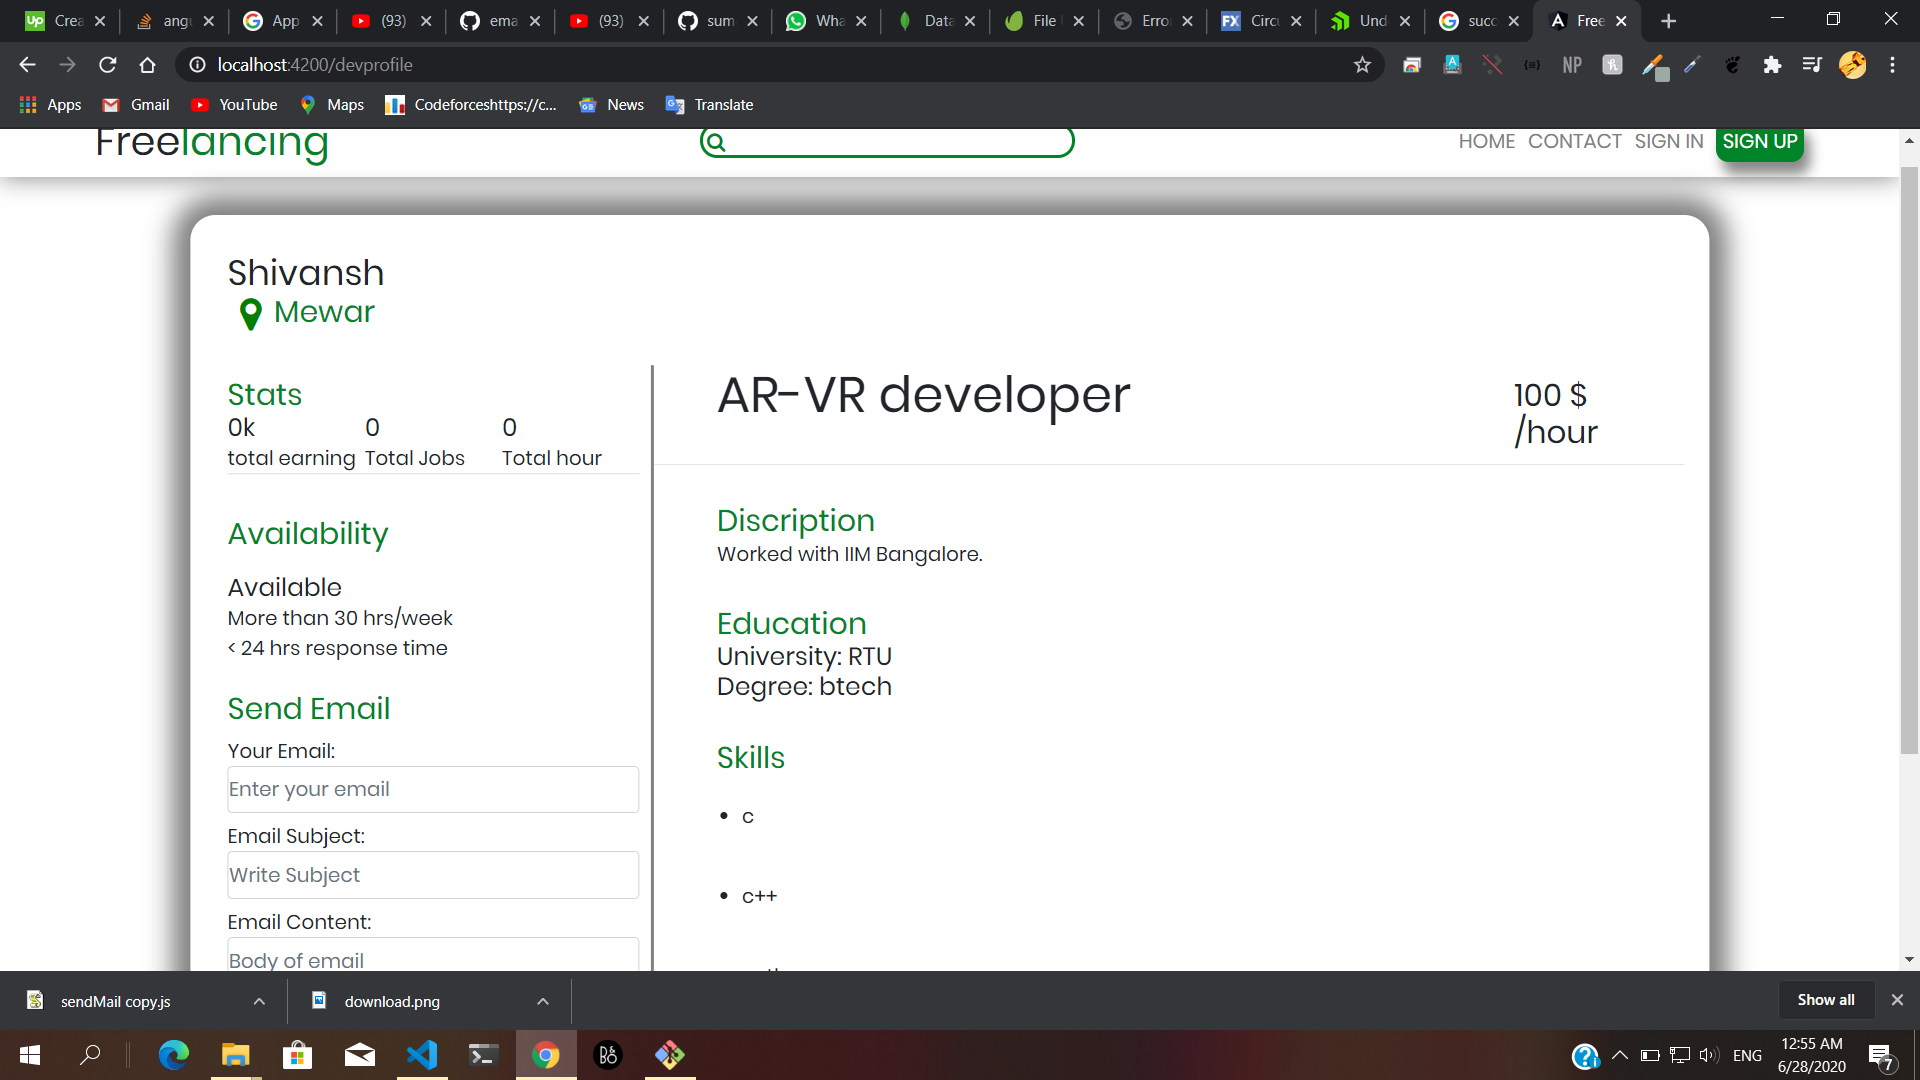 Crea
angu
App
(93)
ema
(93)
sum
Wha
Data
File
Erro
Circu
Und
succ
Free
localhost:4200/devprofile
NP
Apps
Gmail
YouTube
Maps
Codeforceshttps://c...
News
Translate
Freelancing
HOME CONTACT SIGN IN SIGN UP
Shivansh
Mewar
Stats
0k 0 0
total earning Total Jobs Total hour
AR-VR developer
100 $
/hour
Availability
Available
More than 30 hrs/week
< 24 hrs response time
Discription
Worked with IIM Bangalore.
Education
University: RTU
Degree: btech
Send Email
Your Email:
Enter your email
Email Subject:
Write Subject
Email Content:
Body of email
Skills
• c
• c++
sendMail copy.js
download.png
Show all
ENG
12:55 AM
6/28/2020
7